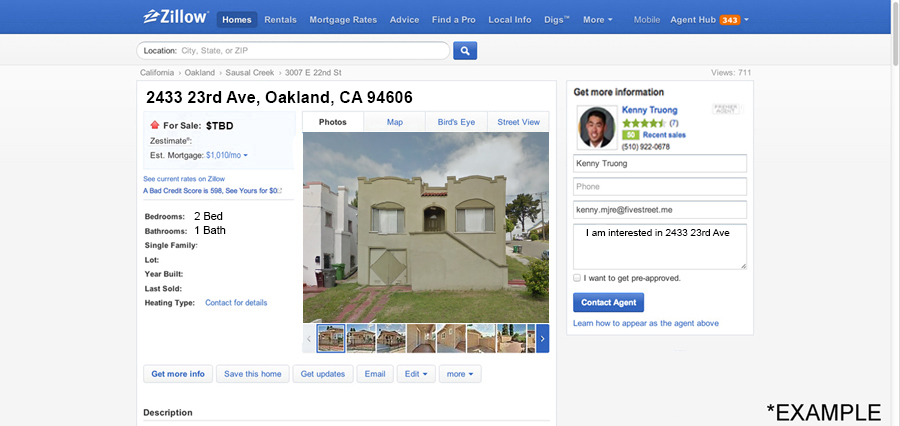 Zillow
Homes Rentals Mortgage Rates Advice Find a Pro Local Info Digs™ More Mobile Agent Hub 343
Location: City, State, or ZIP
California › Oakland › Sausal Creek › 3007 E 22nd St
Views: 711
2433 23rd Ave, Oakland, CA 94606
For Sale: $TBD
Zestimate®:
Est. Mortgage: $1,010/mo
See current rates on Zillow
A Bad Credit Score is 598, See Yours for $0
Bedrooms: 2 Bed
Bathrooms: 1 Bath
Single Family:
Lot:
Year Built:
Last Sold:
Heating Type: Contact for details
Photos Map Bird's Eye Street View
Get more info Save this home Get updates Email Edit more
Description
Get more information
Kenny Truong
PREMIER
AGENT
(7)
50 Recent sales
(510) 922-0678
Kenny Truong
Phone
kenny.mjre@fivestreet.me
I am interested in 2433 23rd Ave
I want to get pre-approved.
Contact Agent
Learn how to appear as the agent above
*EXAMPLE